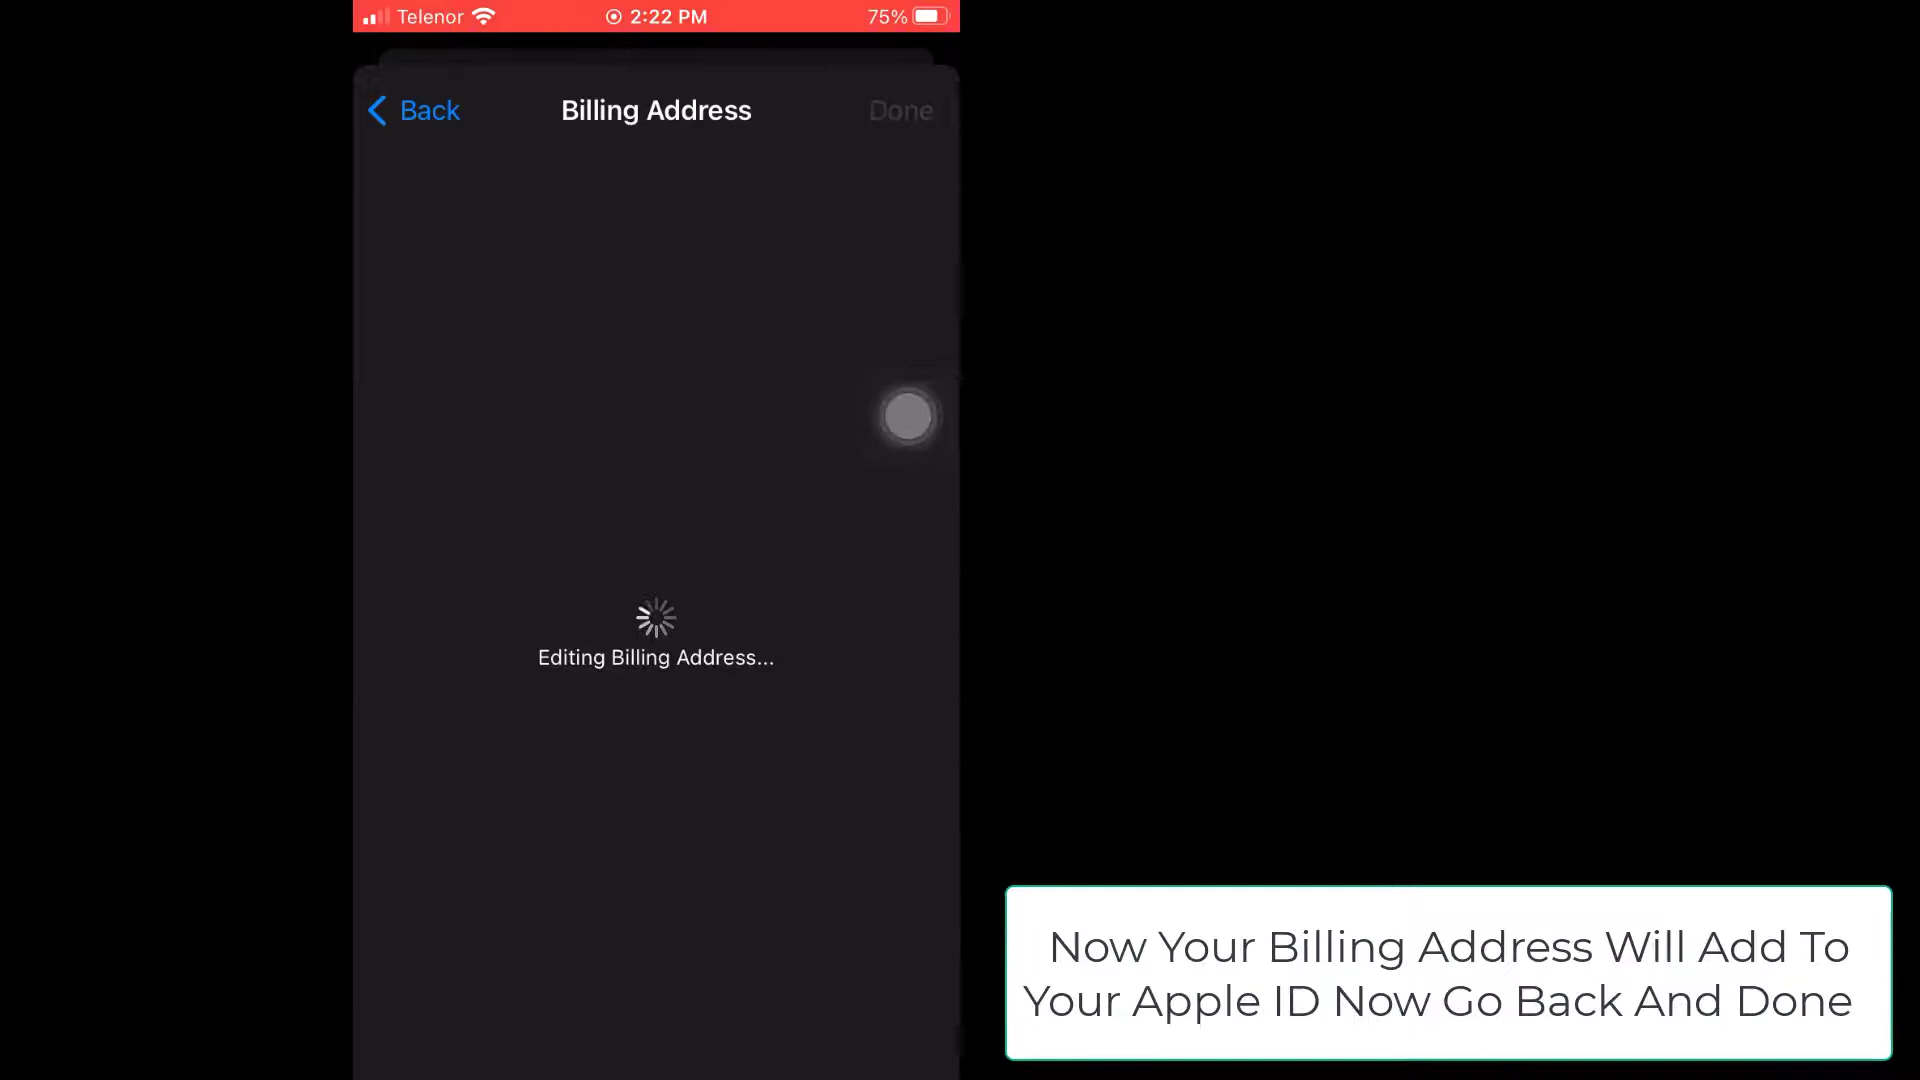 Telenor 2:22 PM 75%
Back Billing Address Done
Editing Billing Address...
Now Your Billing Address Will Add To
Your Apple ID Now Go Back And Done